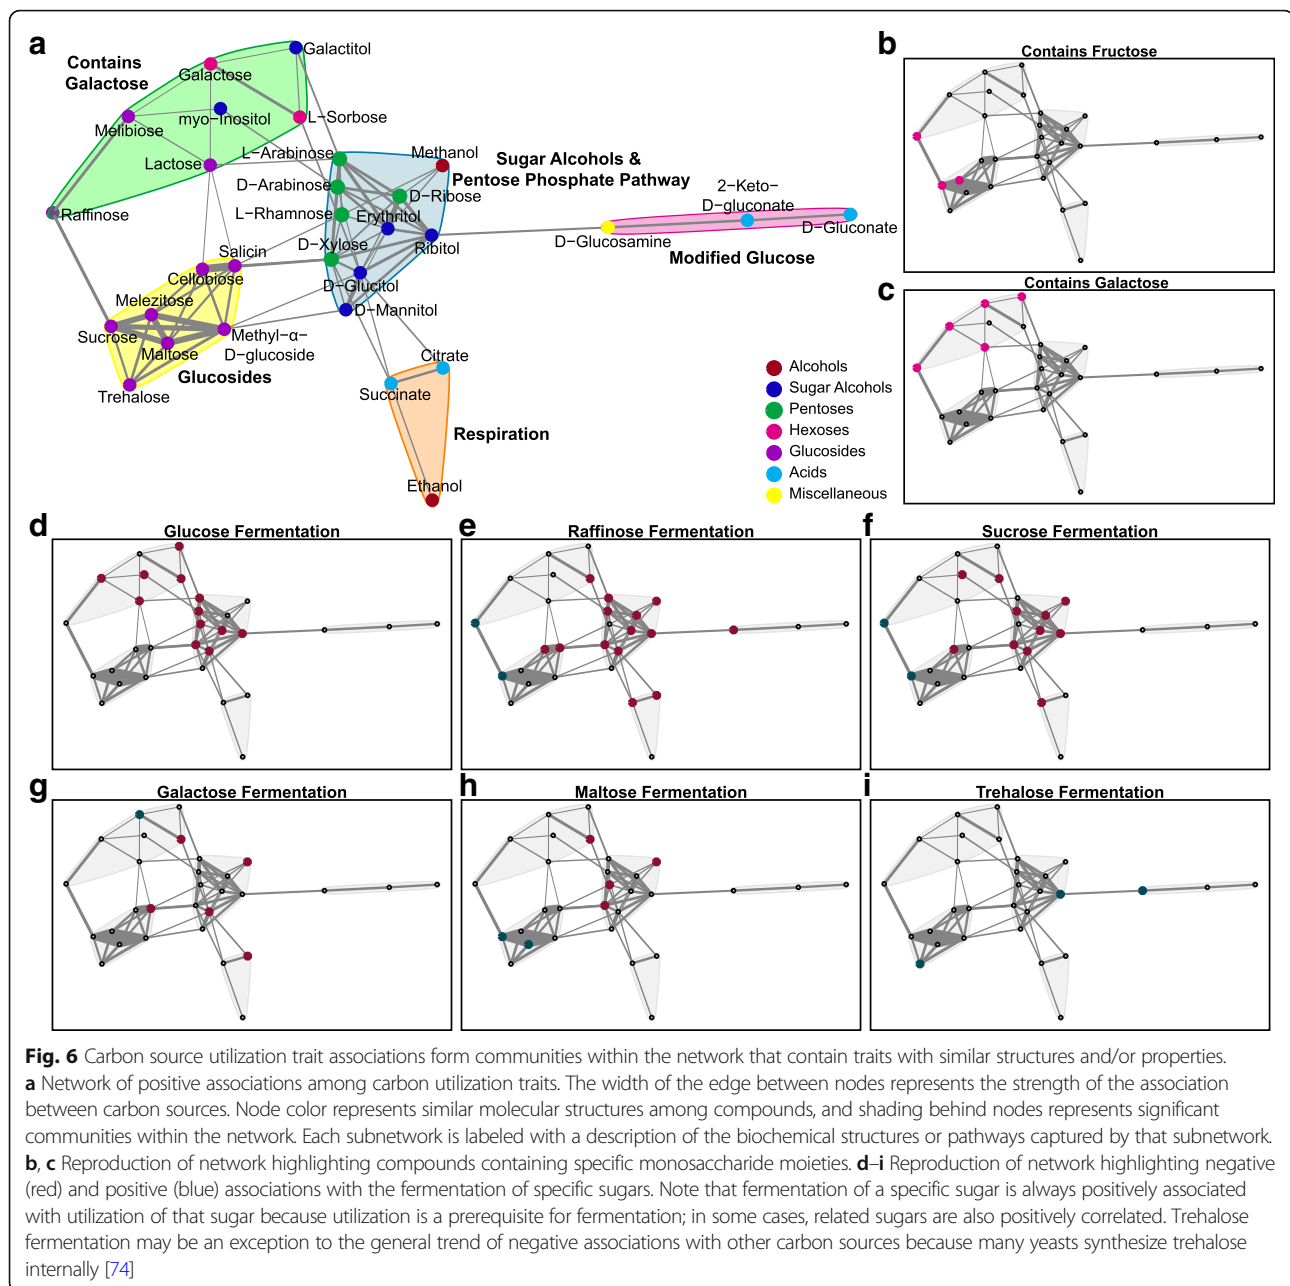 a
Contains
Galactose
Galactitol
Galactose
myo−Inositol
L−Sorbose
Melibiose
Lactose
Raffinose
L−Arabinose
Methanol
D−Arabinose
D−Ribose
L−Rhamnose
Erythritol
D−Xylose
Ribitol
D−Glucitol
D−Mannitol
Sugar Alcohols &
Pentose Phosphate Pathway
2−Keto−
D−gluconate
D−Glucosamine
D−Gluconate
Modified Glucose
Salicin
Cellobiose
Melezitose
Sucrose
Maltose
Methyl−α−
D−glucoside
Trehalose
Glucosides
Citrate
Succinate
Respiration
Ethanol
Alcohols
Sugar Alcohols
Pentoses
Hexoses
Glucosides
Acids
Miscellaneous
b
Contains Fructose
c
Contains Galactose
d
Glucose Fermentation
e
Raffinose Fermentation
f
Sucrose Fermentation
g
Galactose Fermentation
h
Maltose Fermentation
i
Trehalose Fermentation
Fig. 6 Carbon source utilization trait associations form communities within the network that contain traits with similar structures and/or properties.
a Network of positive associations among carbon utilization traits. The width of the edge between nodes represents the strength of the association
between carbon sources. Node color represents similar molecular structures among compounds, and shading behind nodes represents significant
communities within the network. Each subnetwork is labeled with a description of the biochemical structures or pathways captured by that subnetwork.
b, c Reproduction of network highlighting compounds containing specific monosaccharide moieties. d–i Reproduction of network highlighting negative
(red) and positive (blue) associations with the fermentation of specific sugars. Note that fermentation of a specific sugar is always positively associated
with utilization of that sugar because utilization is a prerequisite for fermentation; in some cases, related sugars are also positively correlated. Trehalose
fermentation may be an exception to the general trend of negative associations with other carbon sources because many yeasts synthesize trehalose
internally [74]